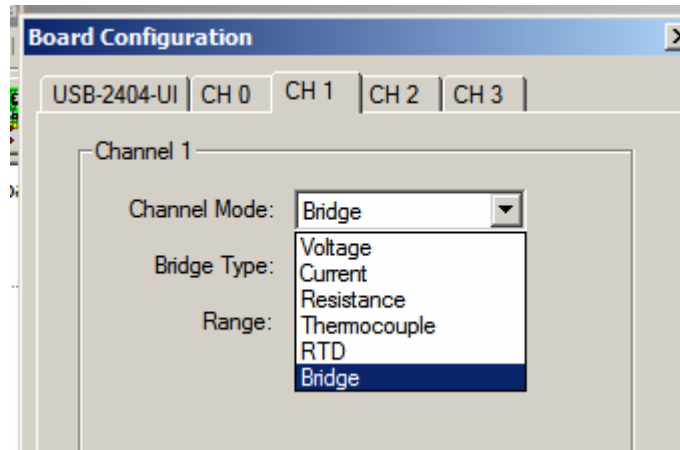 Board Configuration
USB-2404-UI CH 0 CH 1 CH 2 CH 3
Channel 1
Channel Mode: Bridge
Voltage
Bridge Type: Current
Resistance
Range: Thermocouple
RTD
Bridge